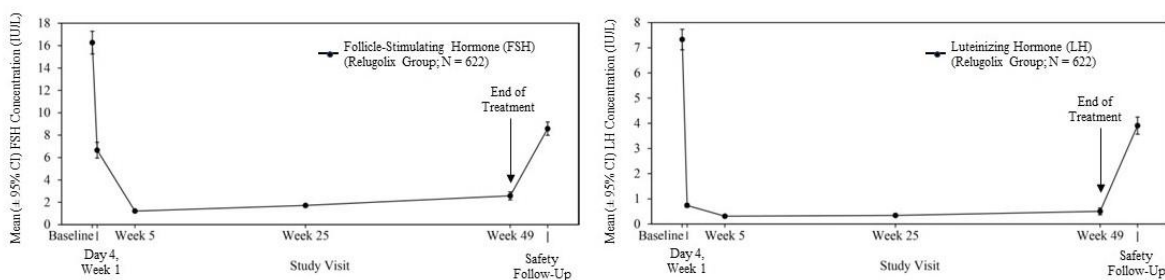 Mean (± 95% CI) FSH Concentration (IU/L)
18
16
14
12
10
8
6
4
2
0
Follicle-Stimulating Hormone (FSH)
(Relugolix Group; N = 622)
End of
Treatment
Baseline
Day 4,
Week 1
Week 5
Week 25
Week 49
Safety
Follow-Up
Study Visit
Mean (± 95% CI) LH Concentration (IU/L)
8
7
6
5
4
3
2
1
0
Luteinizing Hormone (LH)
(Relugolix Group; N = 622)
End of
Treatment
Baseline
Day 4,
Week 1
Week 5
Week 25
Week 49
Safety
Follow-Up
Study Visit